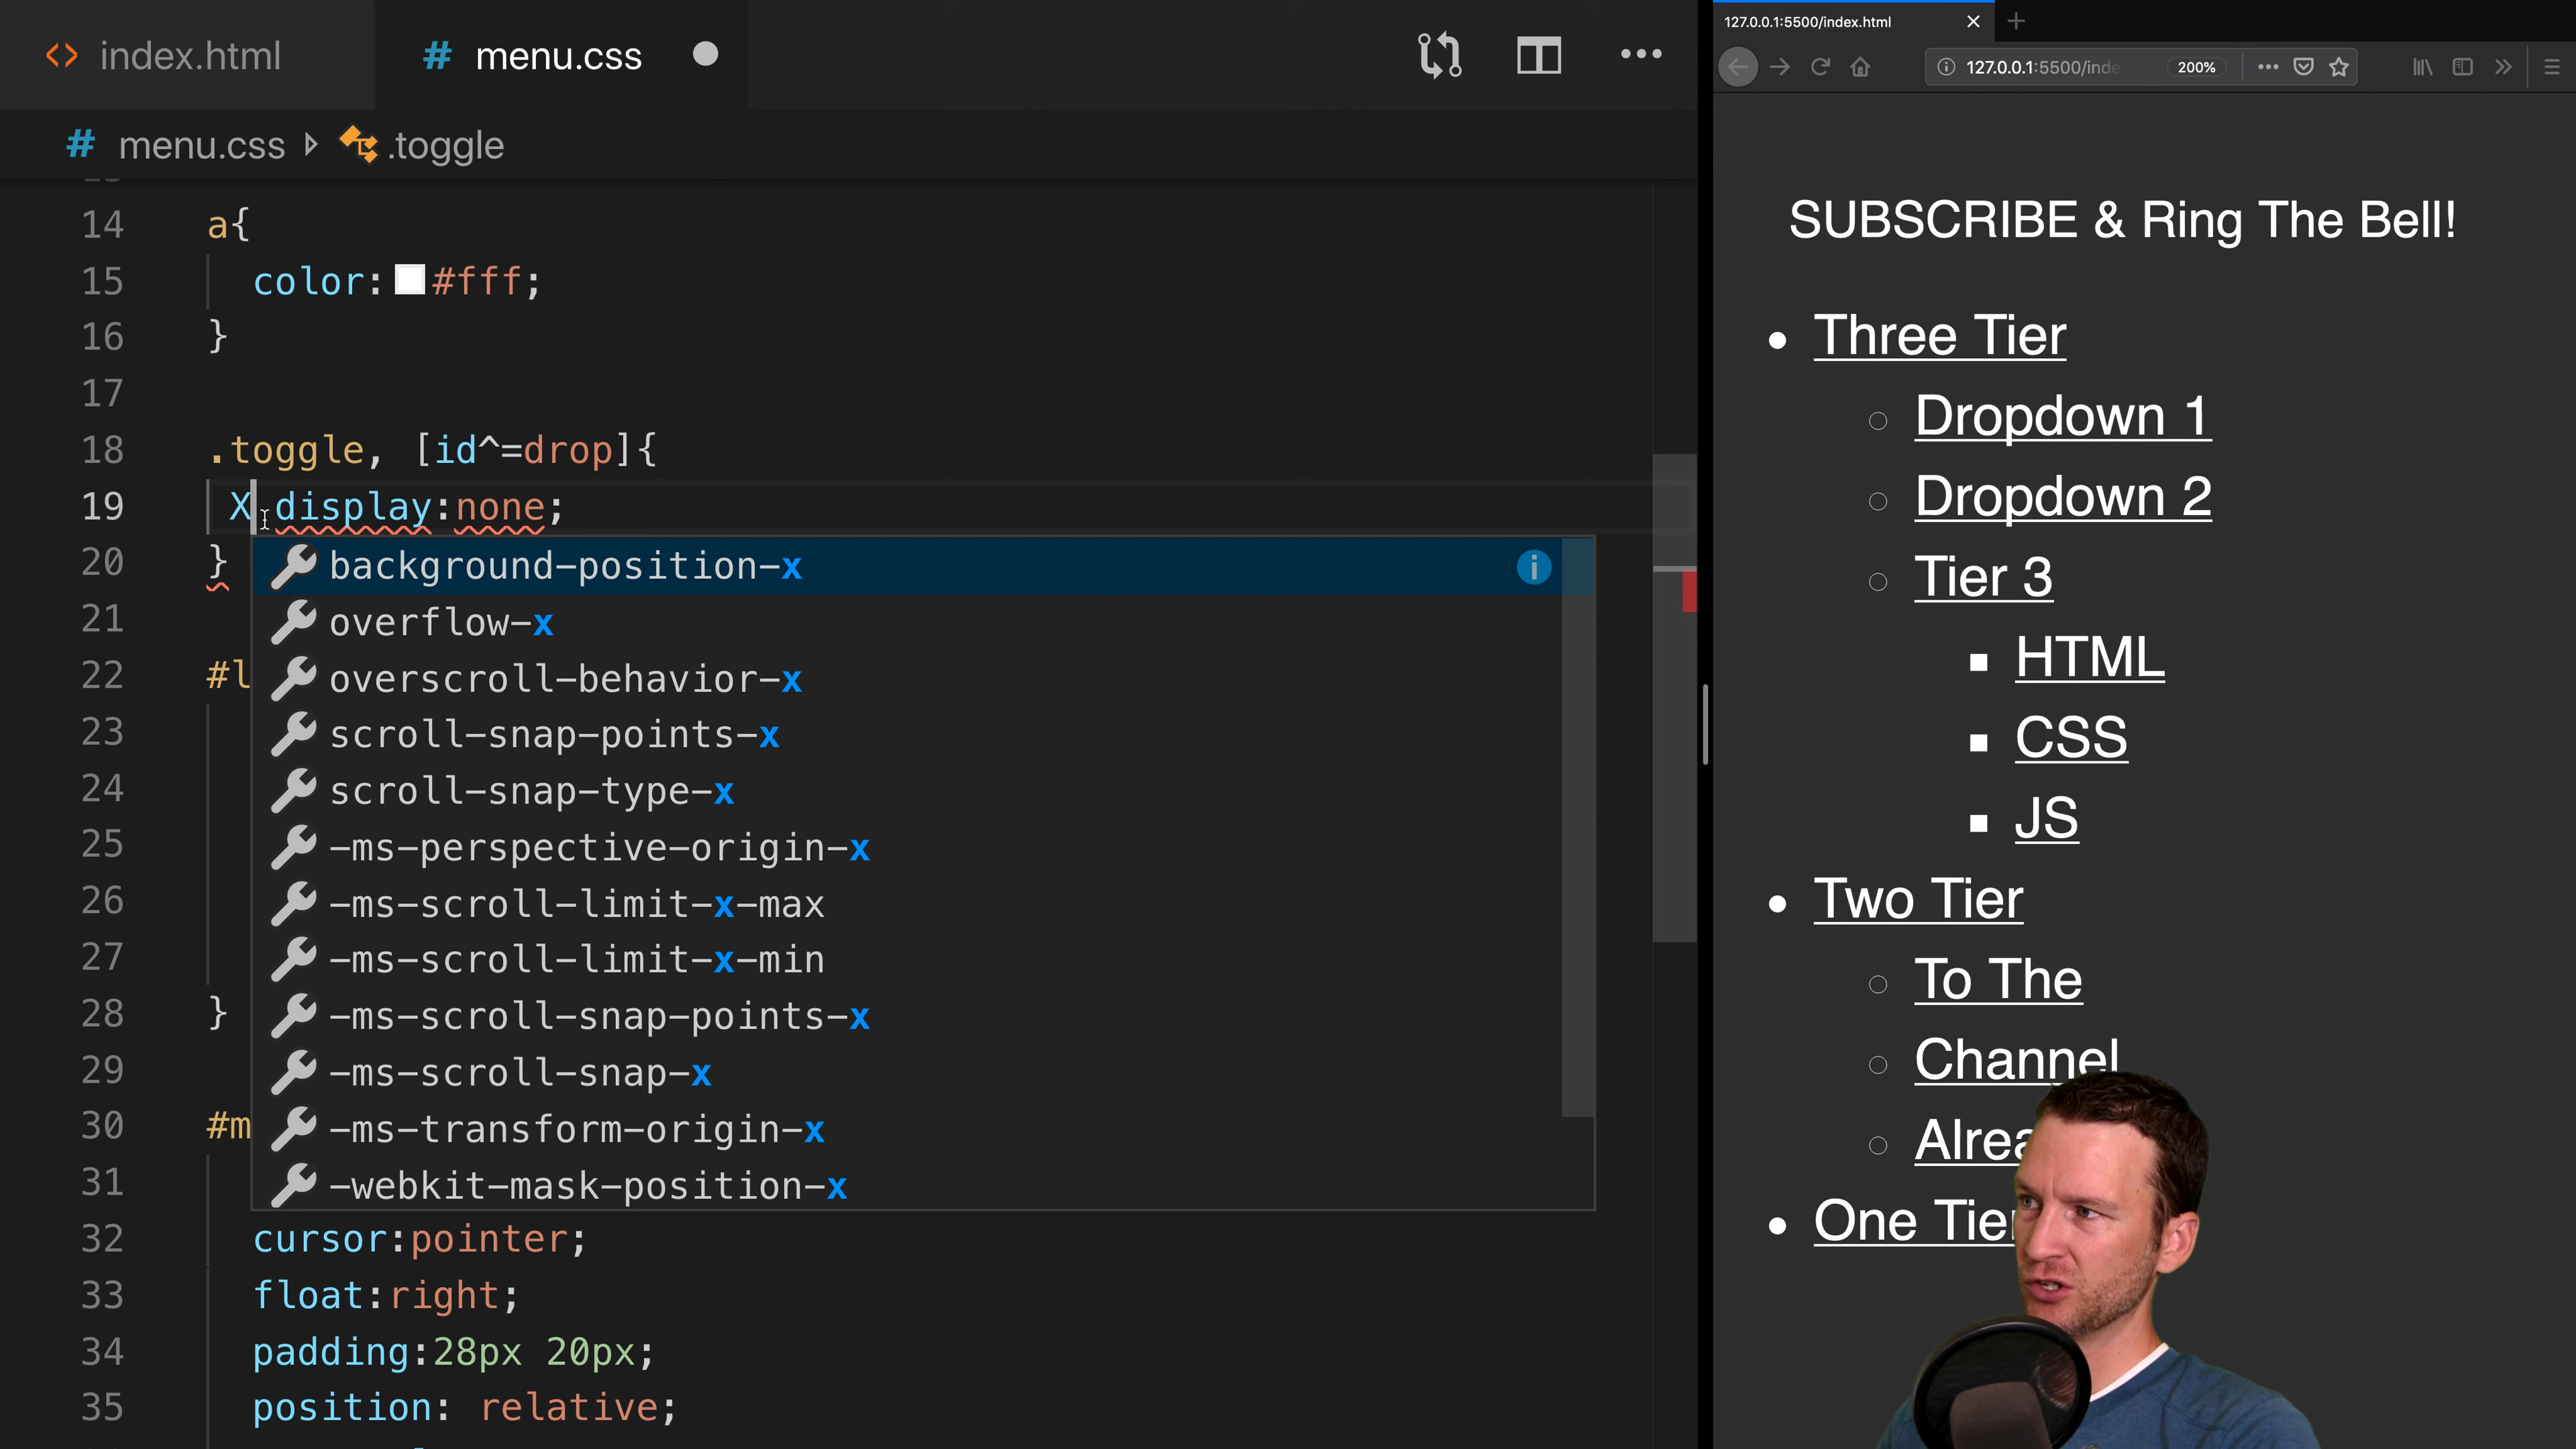 index.html
menu.css
menu.css .toggle
14 a{
15 color: #fff;
16 }
17
18 .toggle, [id^=drop]{
19 X display:none;
20 }
background-position-x
21
overflow-x
22 #l
overscroll-behavior-x
23
scroll-snap-points-x
24
scroll-snap-type-x
25
-ms-perspective-origin-x
26
-ms-scroll-limit-x-max
27
-ms-scroll-limit-x-min
28 }
-ms-scroll-snap-points-x
29
-ms-scroll-snap-x
30 #m
-ms-transform-origin-x
31
-webkit-mask-position-x
32 cursor:pointer;
33 float:right;
34 padding:28px 20px;
35 position: relative;
127.0.0.1:5500/index.html
127.0.0.1:5500/inde 200%
SUBSCRIBE & Ring The Bell!
Three Tier
Dropdown 1
Dropdown 2
Tier 3
HTML
CSS
JS
Two Tier
To The
Channel
Alrea
One Tier